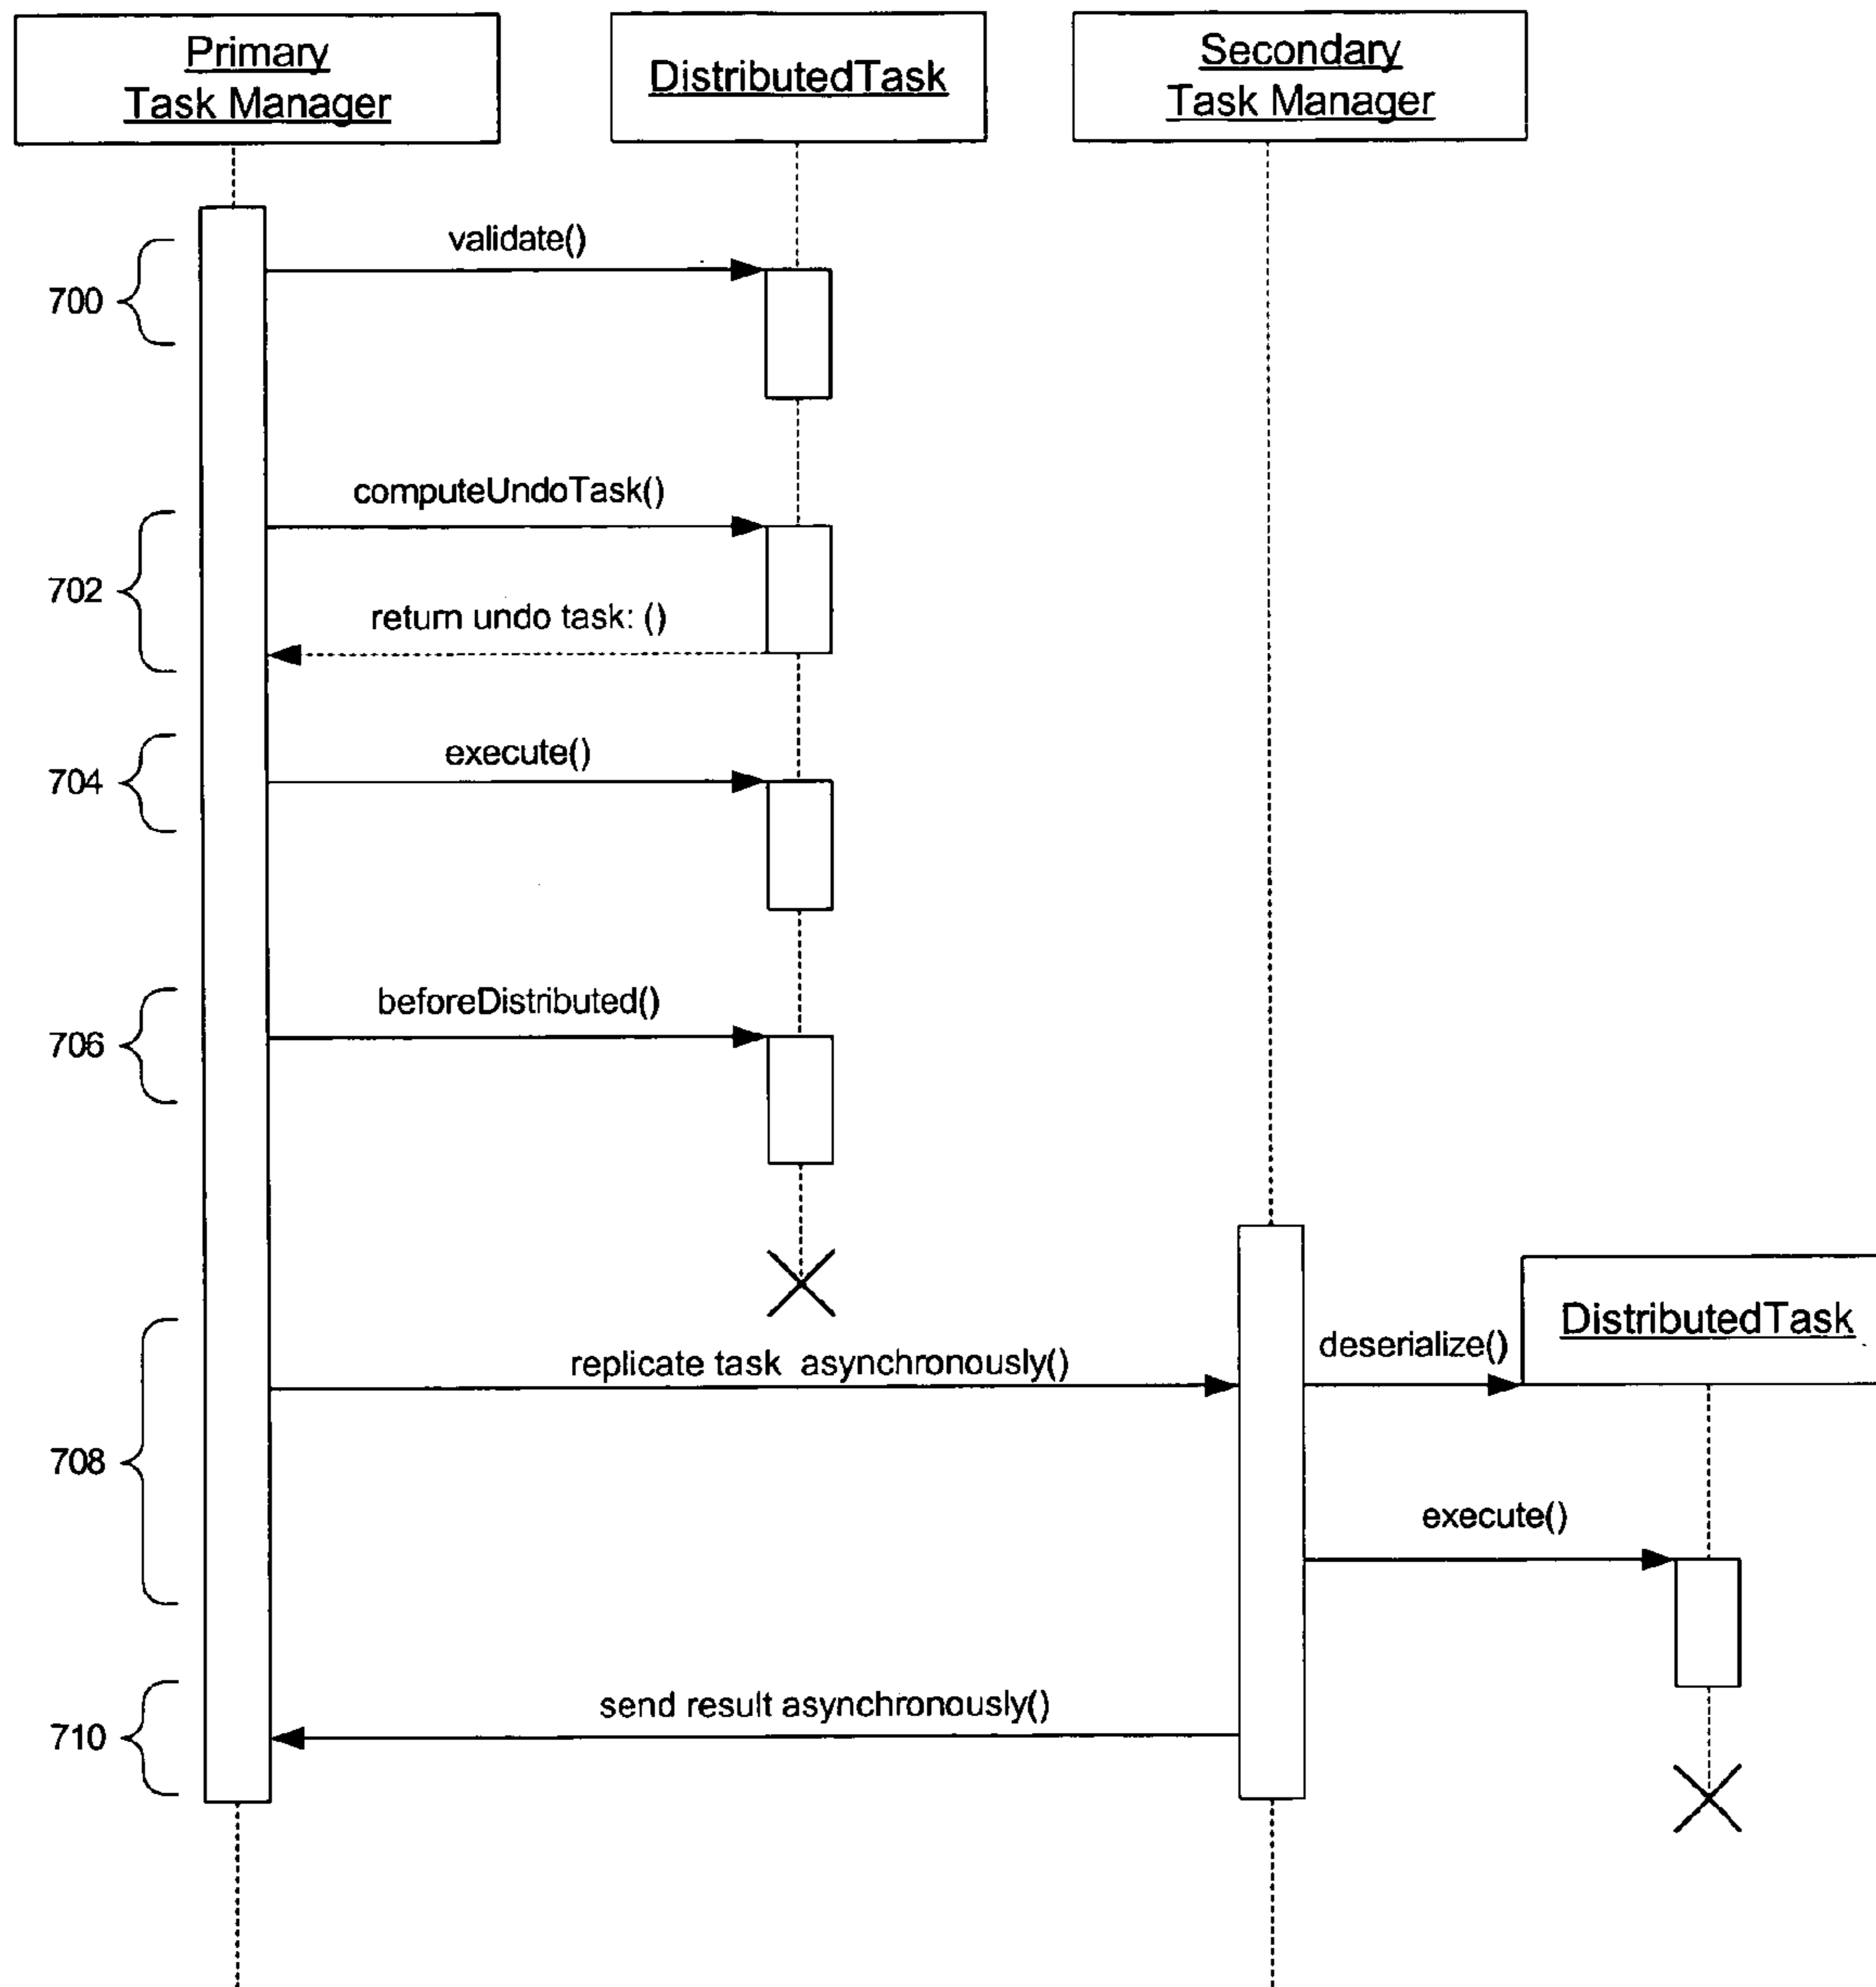 Primary
Task Manager
DistributedTask
Secondary
Task Manager
validate()
700
computeUndoTask()
702
return undo task: ()
execute()
704
beforeDistributed()
706
DistributedTask
deserialize()
replicate task asynchronously()
708
execute()
send result asynchronously()
710